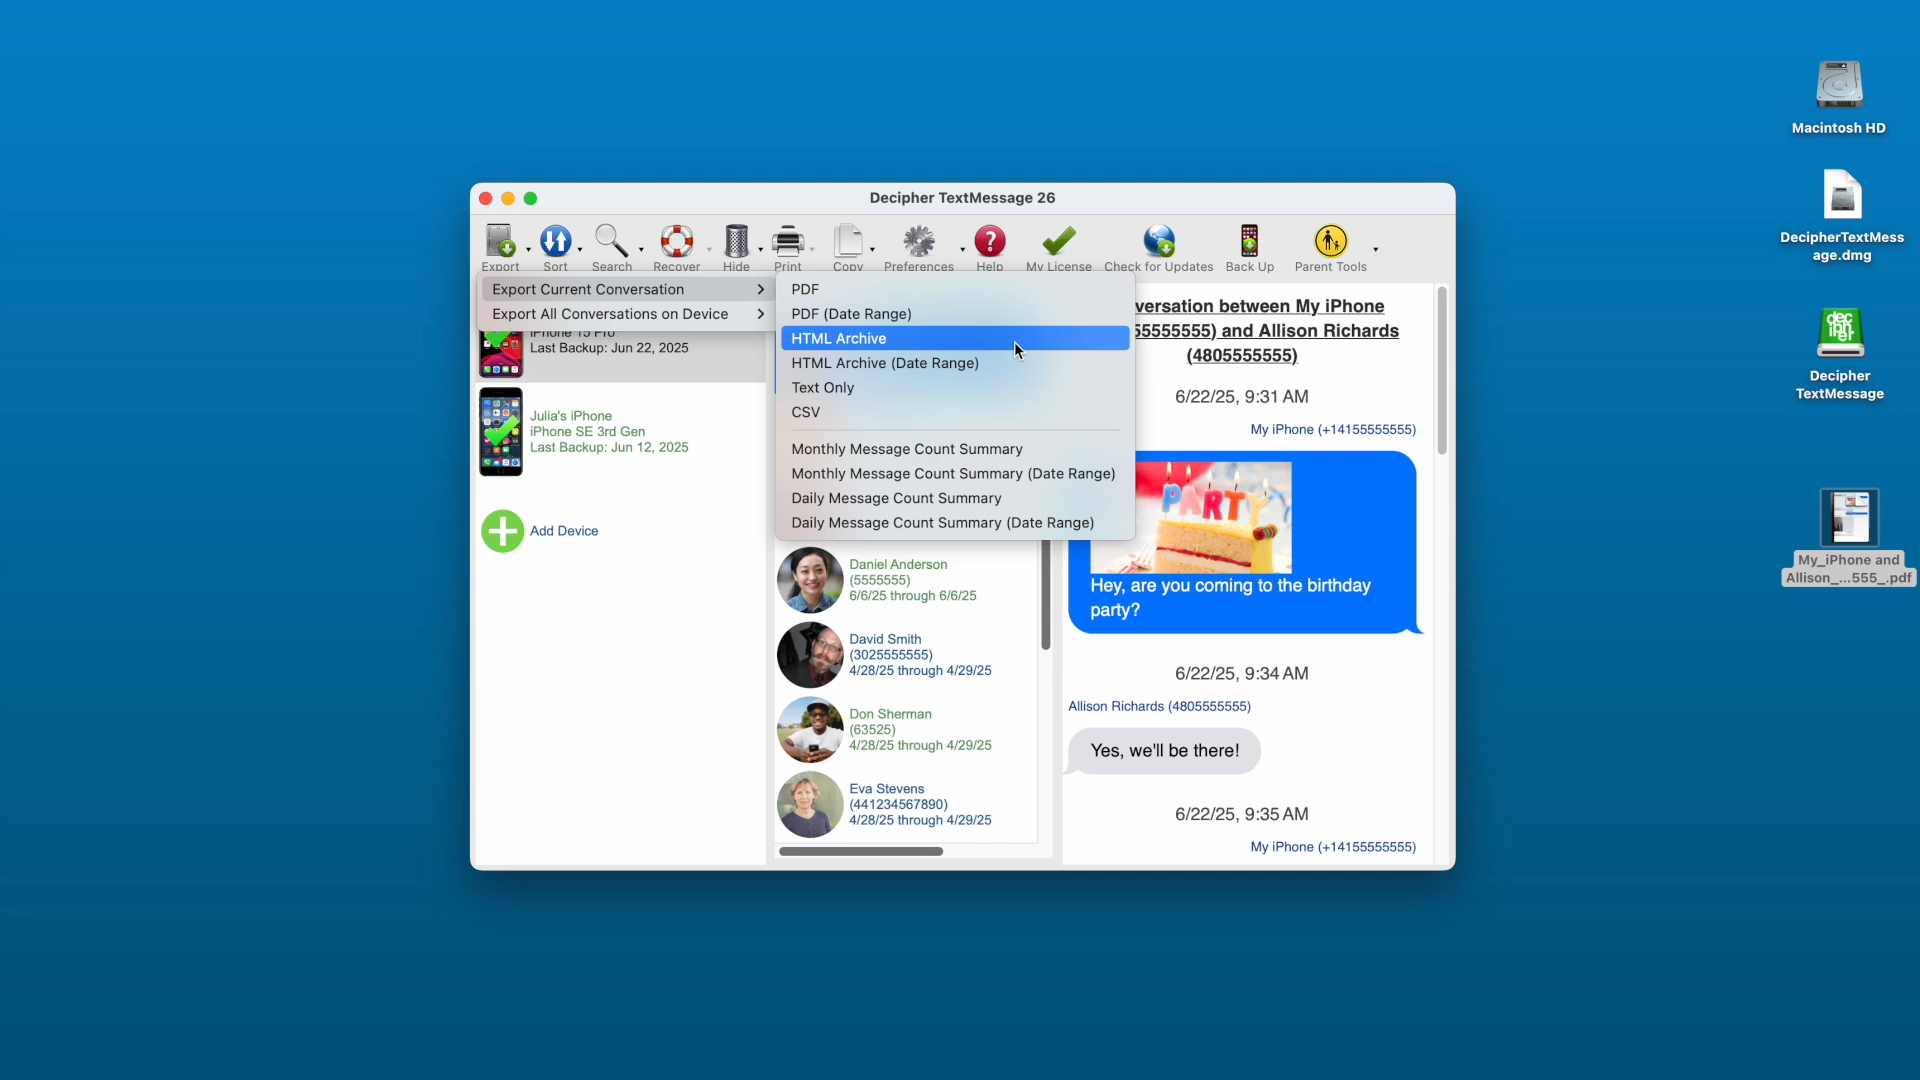 Decipher TextMessage 26
Export
Sort
Search
Recover
Hide
Print
Copy
Preferences
Help
My License
Check for Updates
Back Up
Parent Tools
Export Current Conversation
Export All Conversations on Device
PDF
PDF (Date Range)
HTML Archive
HTML Archive (Date Range)
Text Only
CSV
Monthly Message Count Summary
Monthly Message Count Summary (Date Range)
Daily Message Count Summary
Daily Message Count Summary (Date Range)
iPhone 15 Pro
Last Backup: Jun 22, 2025
Julia's iPhone
iPhone SE 3rd Gen
Last Backup: Jun 12, 2025
Add Device
Daniel Anderson
(5555555)
6/6/25 through 6/6/25
David Smith
(3025555555)
4/28/25 through 4/29/25
Don Sherman
(63525)
4/28/25 through 4/29/25
Eva Stevens
(441234567890)
4/28/25 through 4/29/25
versation between My iPhone
55555555) and Allison Richards
(4805555555)
6/22/25, 9:31 AM
My iPhone (+14155555555)
PARTY
Hey, are you coming to the birthday
party?
6/22/25, 9:34 AM
Allison Richards (4805555555)
Yes, we'll be there!
6/22/25, 9:35 AM
My iPhone (+14155555555)
Macintosh HD
DecipherTextMess
age.dmg
dec
iph
er
Decipher
TextMessage
My_iPhone and
Allison_...555_.pdf